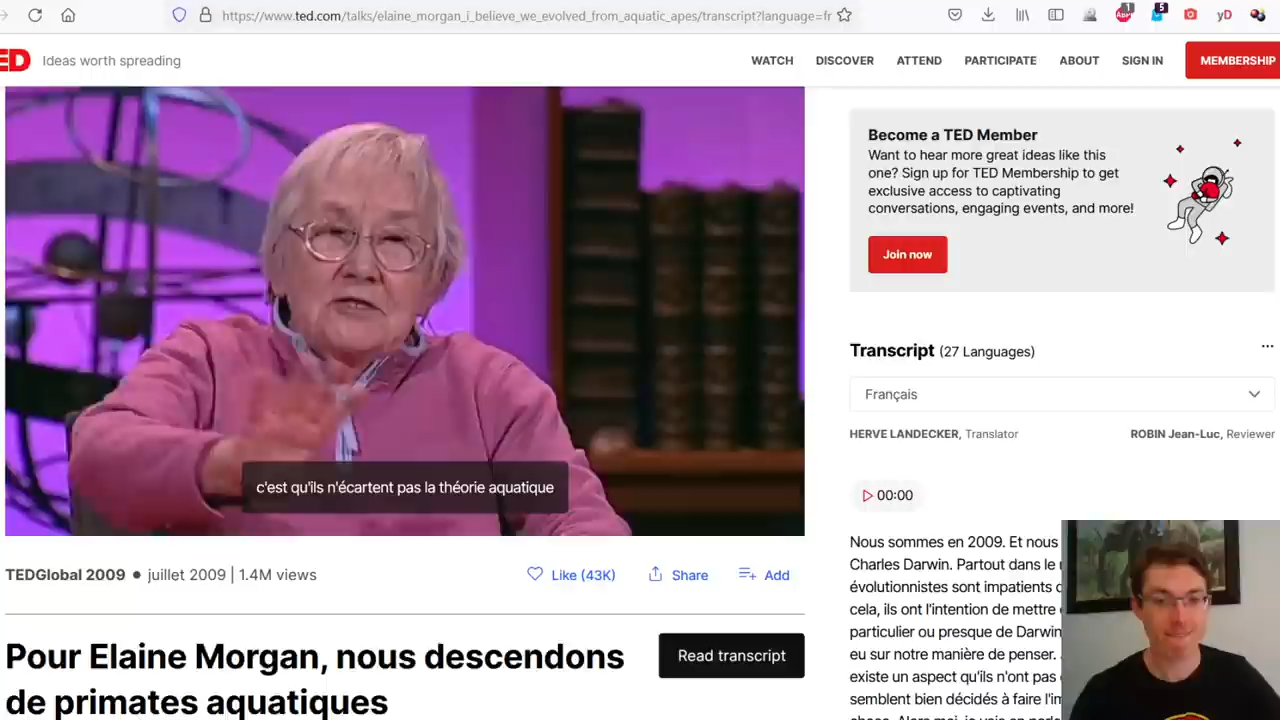 https://www.ted.com/talks/elaine_morgan_i_believe_we_evolved_from_aquatic_apes/transcript?language=fr
1
5
yD
ED Ideas worth spreading
WATCH DISCOVER ATTEND PARTICIPATE ABOUT SIGN IN MEMBERSHIP
Become a TED Member
Want to hear more great ideas like this
one? Sign up for TED Membership to get
exclusive access to captivating
conversations, engaging events, and more!
Join now
c'est qu'ils n'écartent pas la théorie aquatique
TEDGlobal 2009 • juillet 2009 | 1.4M views
Like (43K) Share Add
Pour Elaine Morgan, nous descendons
de primates aquatiques
Read transcript
Transcript (27 Languages)
Français
HERVE LANDECKER, Translator ROBIN Jean-Luc, Reviewer
00:00
Nous sommes en 2009. Et nous
Charles Darwin. Partout dans le
évolutionnistes sont impatients
cela, ils ont l'intention de mettre
particulier ou presque de Darwin
eu sur notre manière de penser.
existe un aspect qu'ils n'ont pas
semblent bien décidés à faire l'im